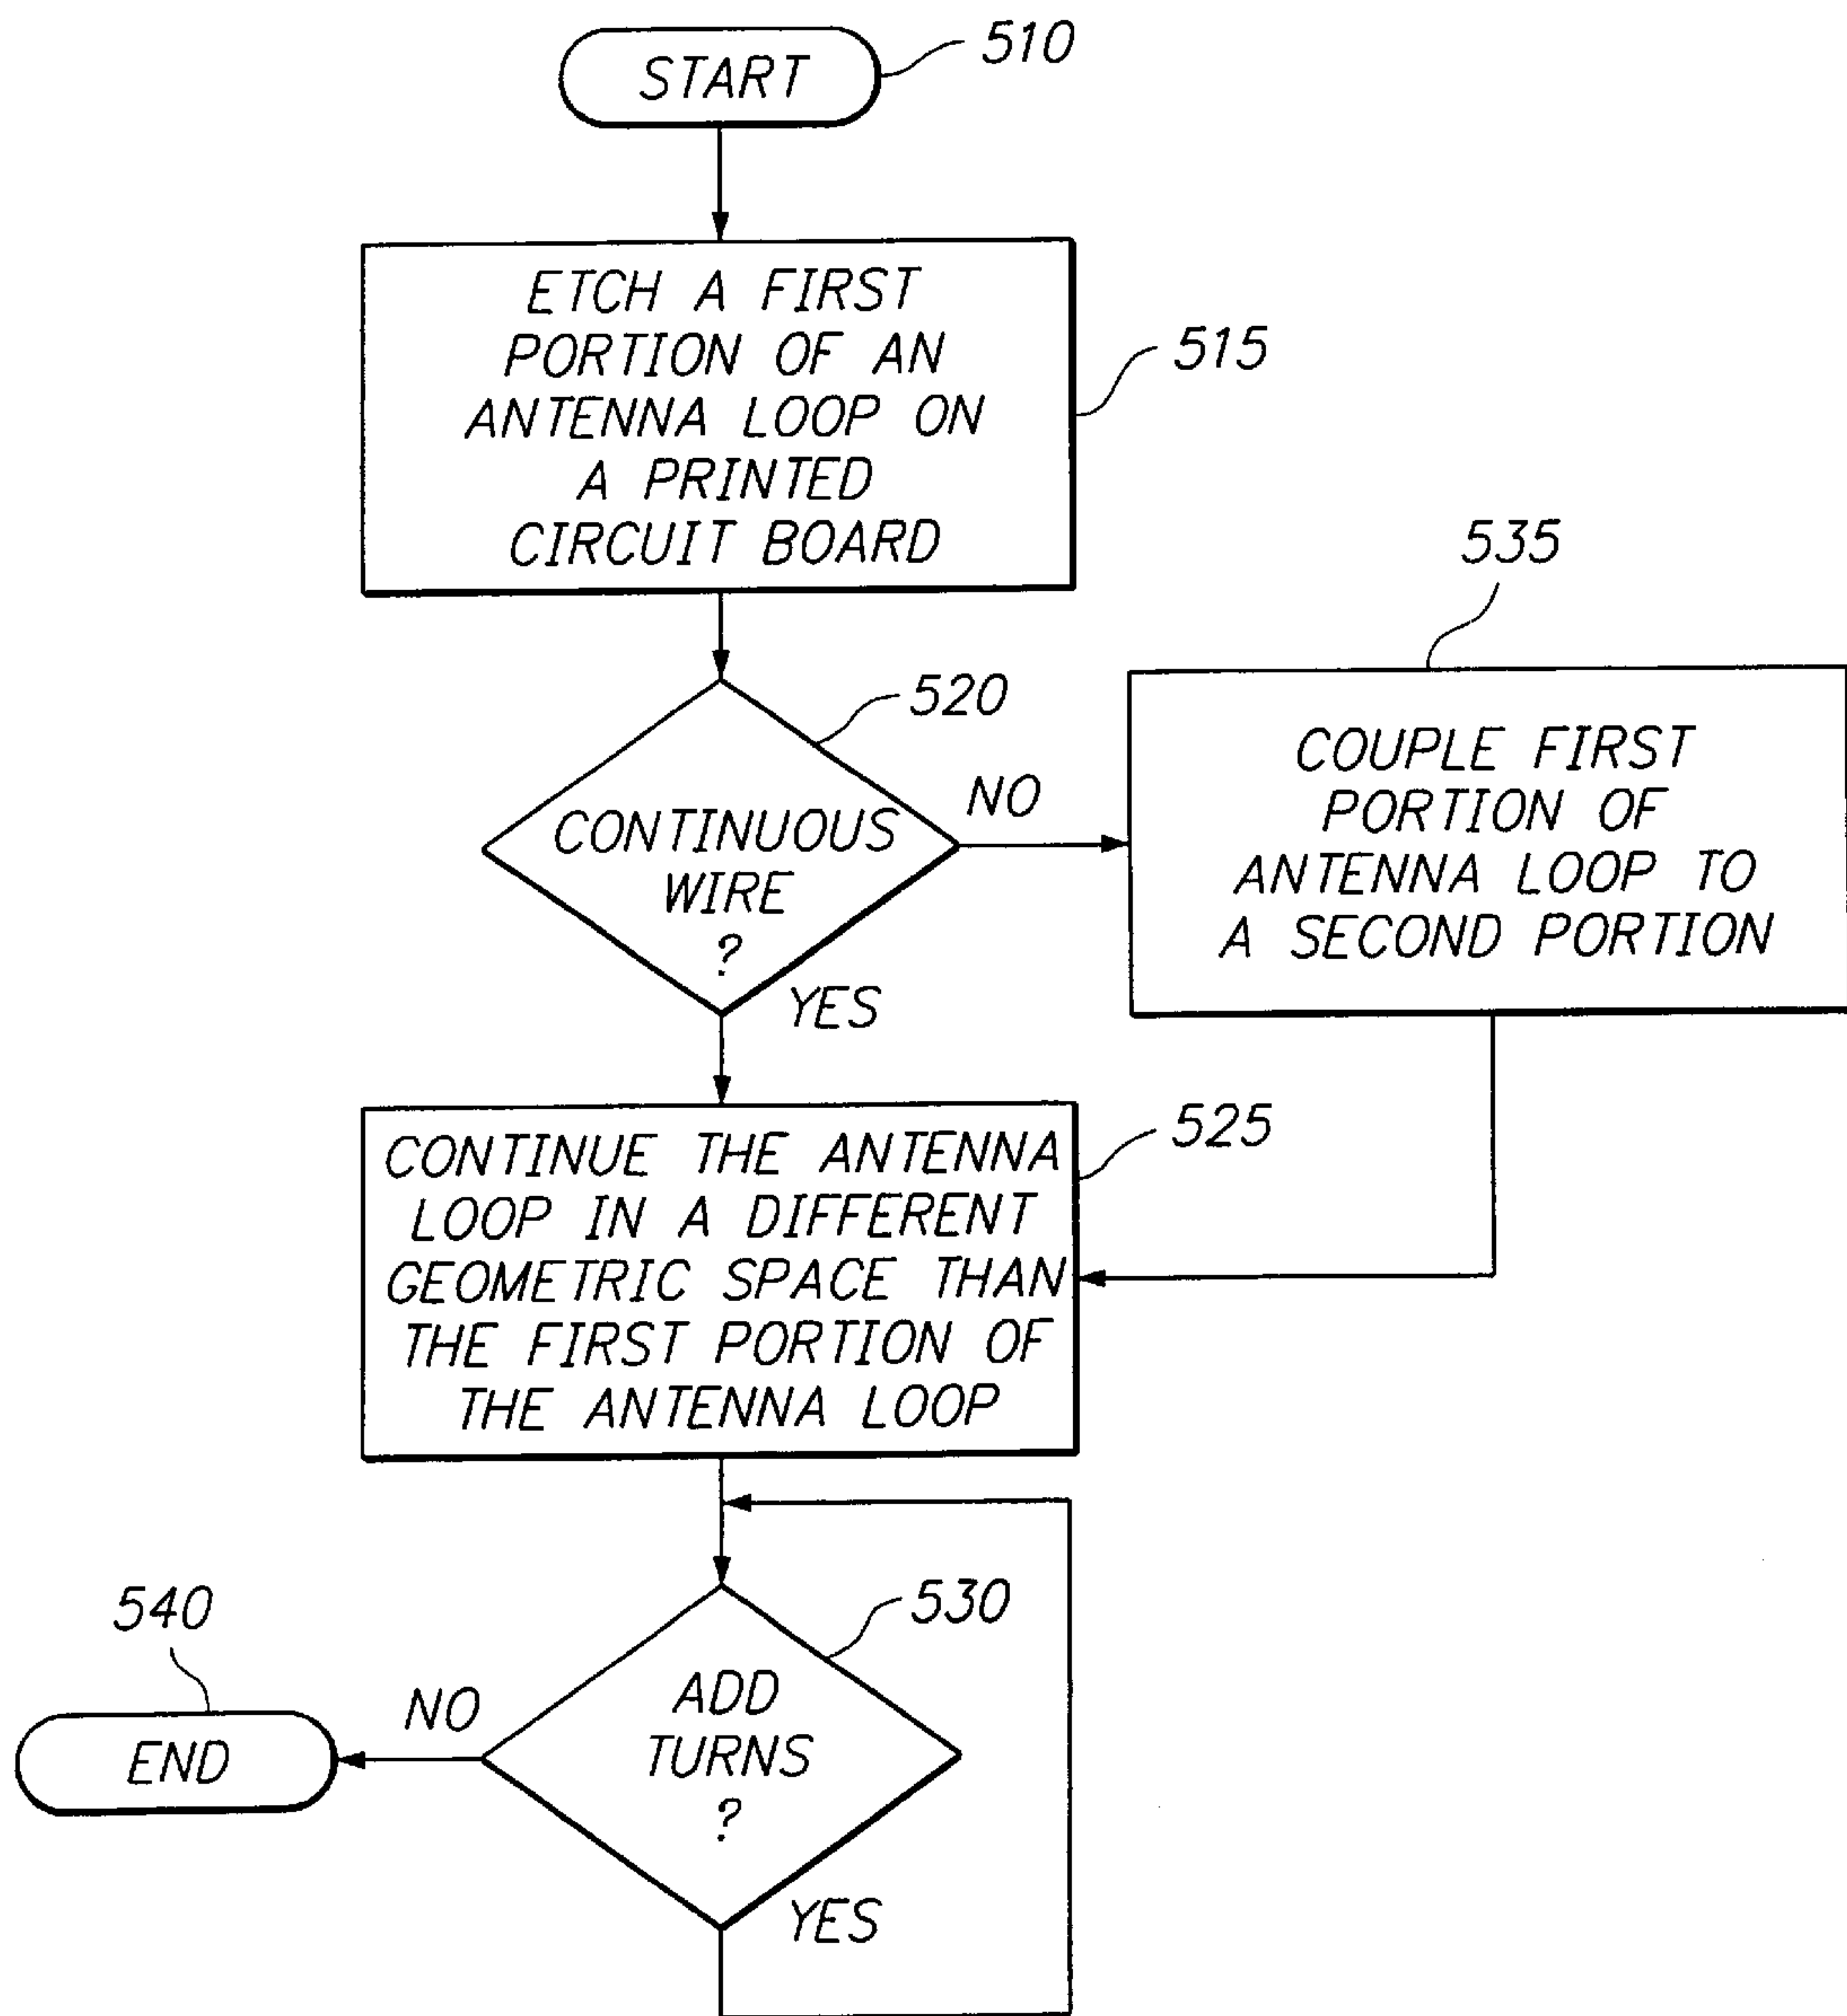 START
510
ETCH A FIRST
PORTION OF AN
ANTENNA LOOP ON
A PRINTED
CIRCUIT BOARD
515
520
CONTINUOUS
WIRE
?
NO
YES
535
COUPLE FIRST
PORTION OF
ANTENNA LOOP TO
A SECOND PORTION
CONTINUE THE ANTENNA
LOOP IN A DIFFERENT
GEOMETRIC SPACE THAN
THE FIRST PORTION OF
THE ANTENNA LOOP
525
530
ADD
TURNS
?
NO
YES
540
END